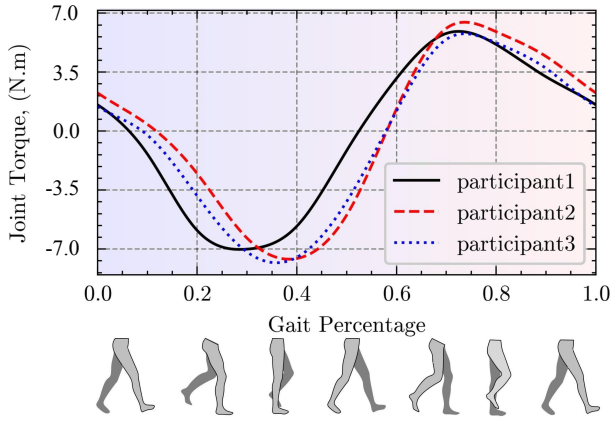 7.0
3.5
0.0
-3.5
-7.0
Joint Torque, (N.m)
participant1
participant2
participant3
0.0 0.2 0.4 0.6 0.8 1.0
Gait Percentage